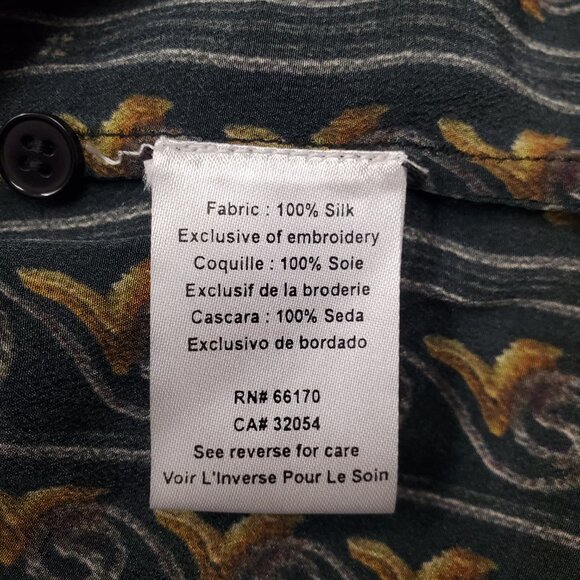 Fabric : 100% Silk
Exclusive of embroidery
Coquille : 100% Soie
Exclusif de la broderie
Cascara : 100% Seda
Exclusivo de bordado
RN# 66170
CA# 32054
See reverse for care
Voir L'Inverse Pour Le Soin